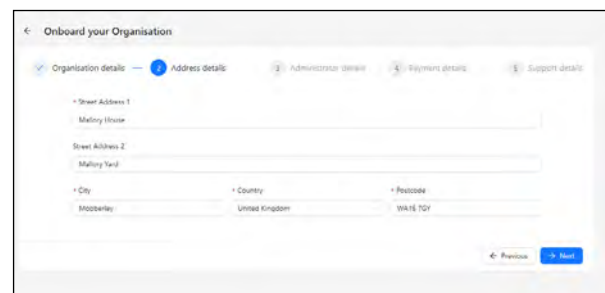 ← Onboard your Organisation
Organisation details 2 Address details 3 Administrator details 4 Payment details 5 Support details
* Street Address 1
Mallory House
Street Address 2
Mallory Yard
* City * Country * Postcode
Mobberley United Kingdom WA16 7GY
← Previous → Next